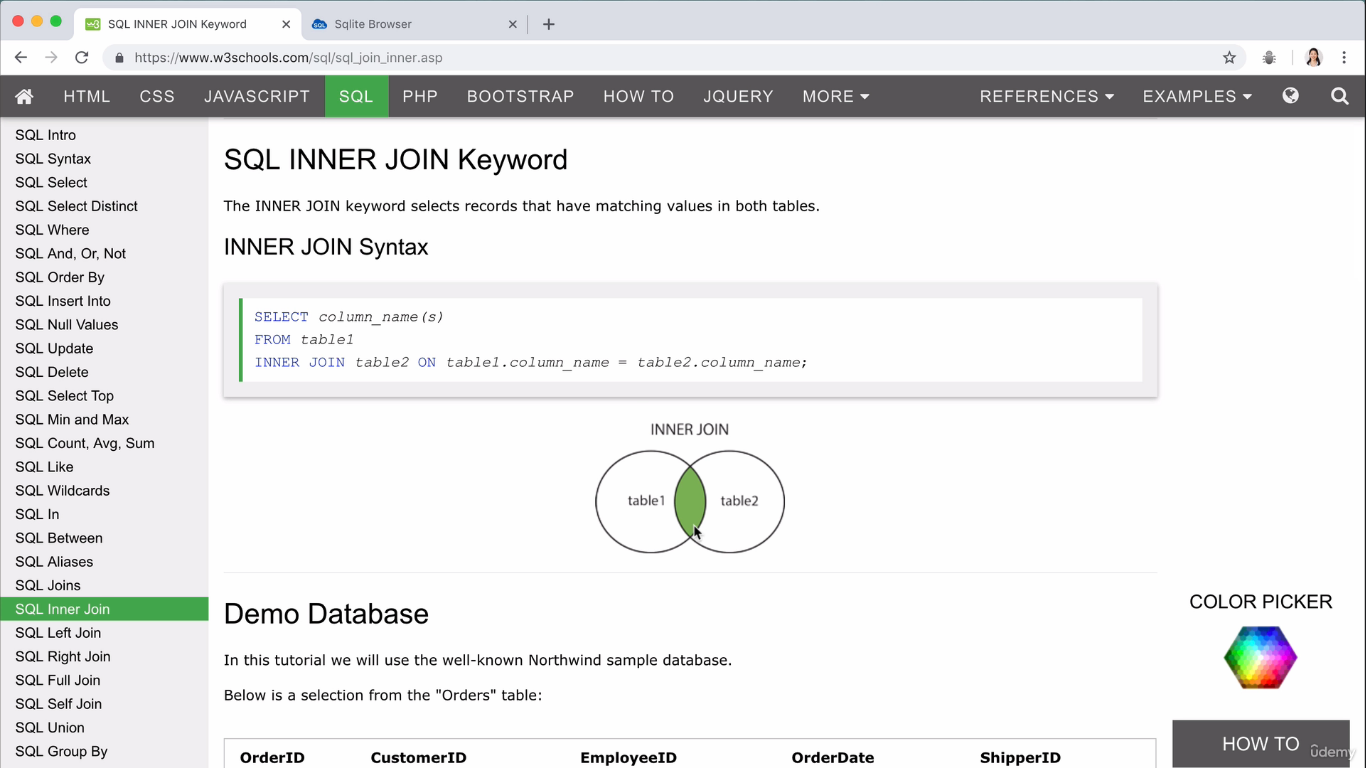 SQL INNER JOIN Keyword
Sqlite Browser
https://www.w3schools.com/sql/sql_join_inner.asp
HTML CSS JAVASCRIPT SQL PHP BOOTSTRAP HOW TO JQUERY MORE REFERENCES EXAMPLES
SQL Intro
SQL Syntax
SQL Select
SQL Select Distinct
SQL Where
SQL And, Or, Not
SQL Order By
SQL Insert Into
SQL Null Values
SQL Update
SQL Delete
SQL Select Top
SQL Min and Max
SQL Count, Avg, Sum
SQL Like
SQL Wildcards
SQL In
SQL Between
SQL Aliases
SQL Joins
SQL Inner Join
SQL Left Join
SQL Right Join
SQL Full Join
SQL Self Join
SQL Union
SQL Group By
SQL INNER JOIN Keyword
The INNER JOIN keyword selects records that have matching values in both tables.
INNER JOIN Syntax
SELECT column_name(s)
FROM table1
INNER JOIN table2 ON table1.column_name = table2.column_name;
INNER JOIN
table1 table2
Demo Database
In this tutorial we will use the well-known Northwind sample database.
Below is a selection from the "Orders" table:
OrderID CustomerID EmployeeID OrderDate ShipperID
COLOR PICKER
HOW TO
ûdemy